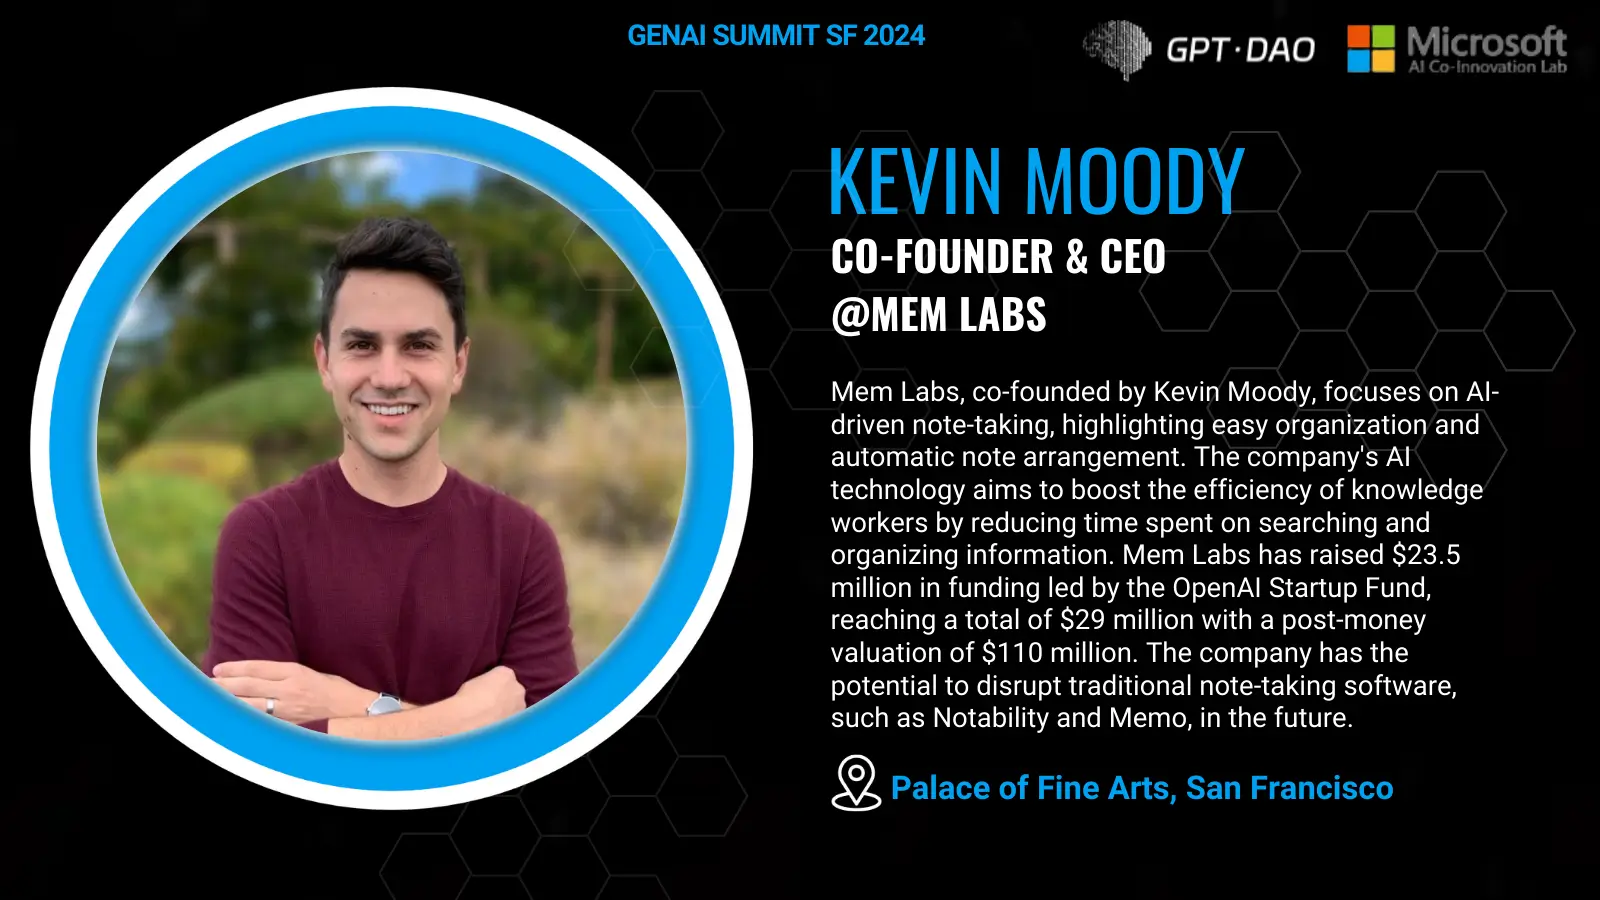 GENAI SUMMIT SF 2024
GPT·DAO
Microsoft
AI Co-Innovation Lab
KEVIN MOODY
CO-FOUNDER & CEO
@MEM LABS
Mem Labs, co-founded by Kevin Moody, focuses on AI-
driven note-taking, highlighting easy organization and
automatic note arrangement. The company's AI
technology aims to boost the efficiency of knowledge
workers by reducing time spent on searching and
organizing information. Mem Labs has raised $23.5
million in funding led by the OpenAI Startup Fund,
reaching a total of $29 million with a post-money
valuation of $110 million. The company has the
potential to disrupt traditional note-taking software,
such as Notability and Memo, in the future.
Palace of Fine Arts, San Francisco